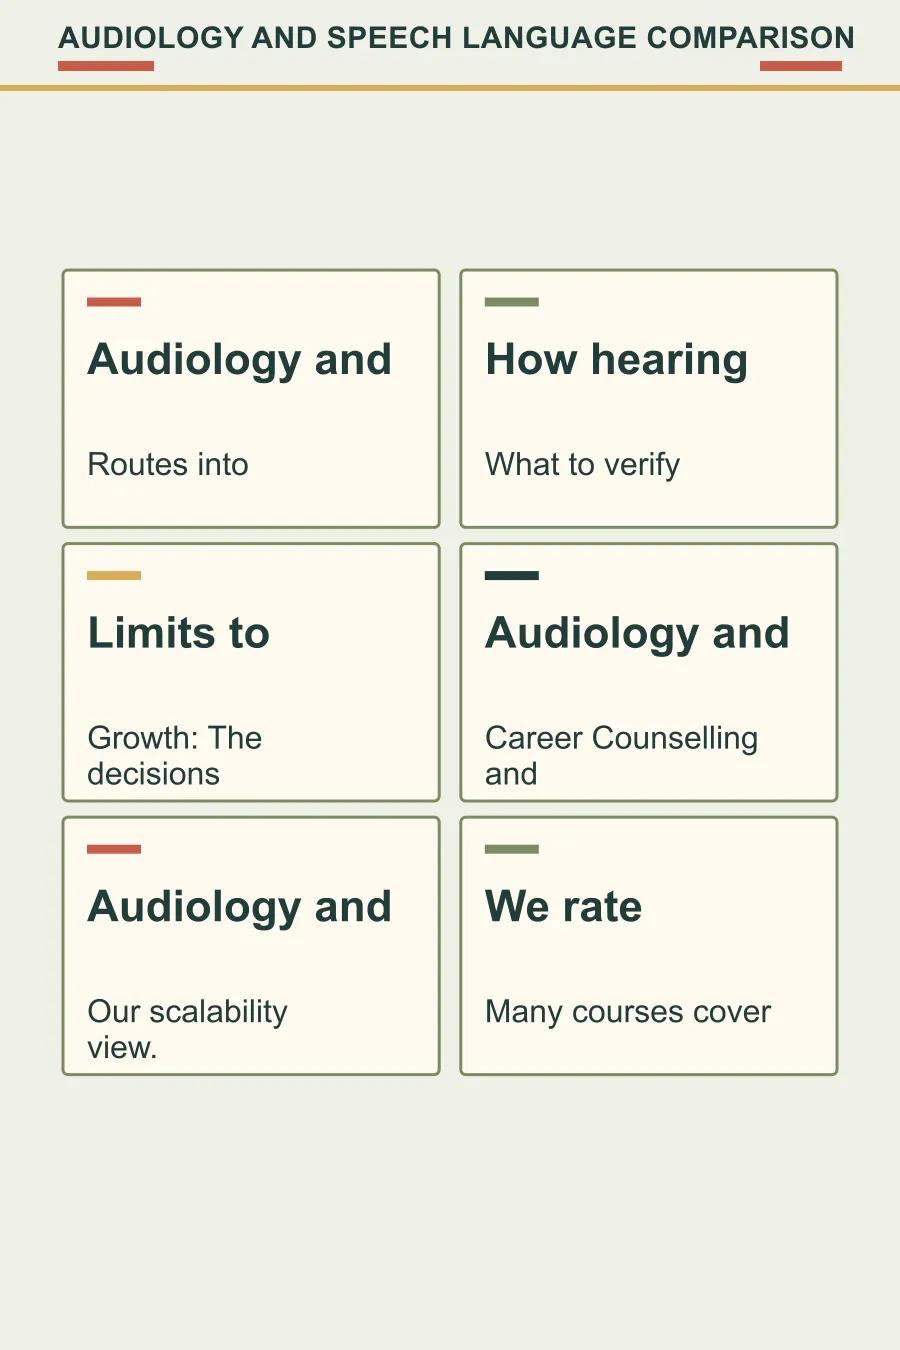 AUDIOLOGY AND SPEECH LANGUAGE COMPARISON
Audiology and
Routes into
How hearing
What to verify
Limits to
Growth: The
decisions
Audiology and
Career Counselling
and
Audiology and
Our scalability
view.
We rate
Many courses cover